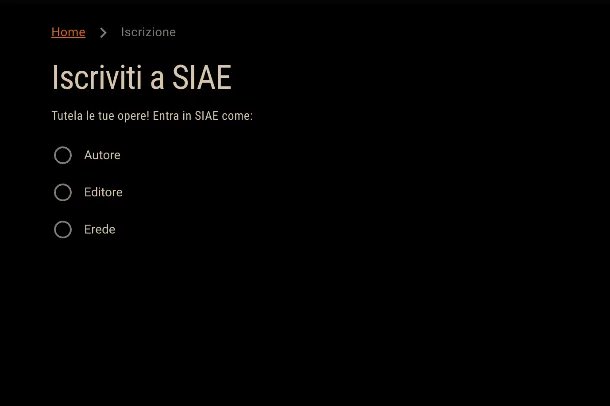 Home > Iscrizione
Iscriviti a SIAE
Tutela le tue opere! Entra in SIAE come:
Autore
Editore
Erede